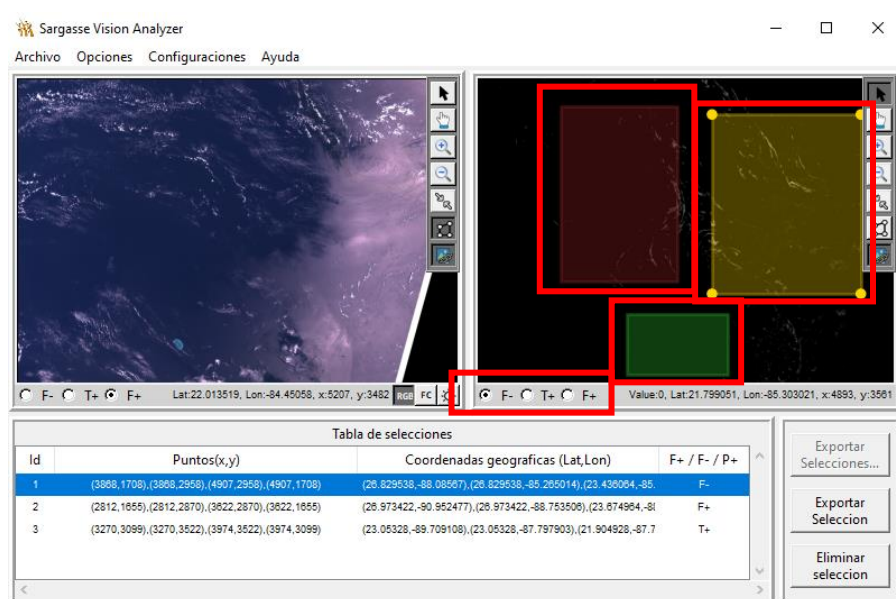 Sargasse Vision Analyzer
Archivo Opciones Configuraciones Ayuda
F- T+ F+ Lat:22.013519, Lon:-84.45058, x:5207, y:3482 RGB FC
F- T+ F+ Value:0, Lat:21.799051, Lon:-85.303021, x:4893, y:3561
Tabla de selecciones
Id Puntos(x,y) Coordenadas geograficas (Lat,Lon) F+ / F- / P+
1 (3868,1708),(3868,2958),(4907,2958),(4907,1708) (26.829538,-88.08567),(26.829538,-85.265014),(23.436064,-85. F-
2 (2812,1655),(2812,2870),(3622,2870),(3622,1655) (26.973422,-90.952477),(26.973422,-88.753506),(23.674964,-88 F+
3 (3270,3099),(3270,3522),(3974,3522),(3974,3099) (23.05328,-89.709108),(23.05328,-87.797903),(21.904928,-87.7 T+
Exportar
Selecciones...
Exportar
Seleccion
Eliminar
seleccion